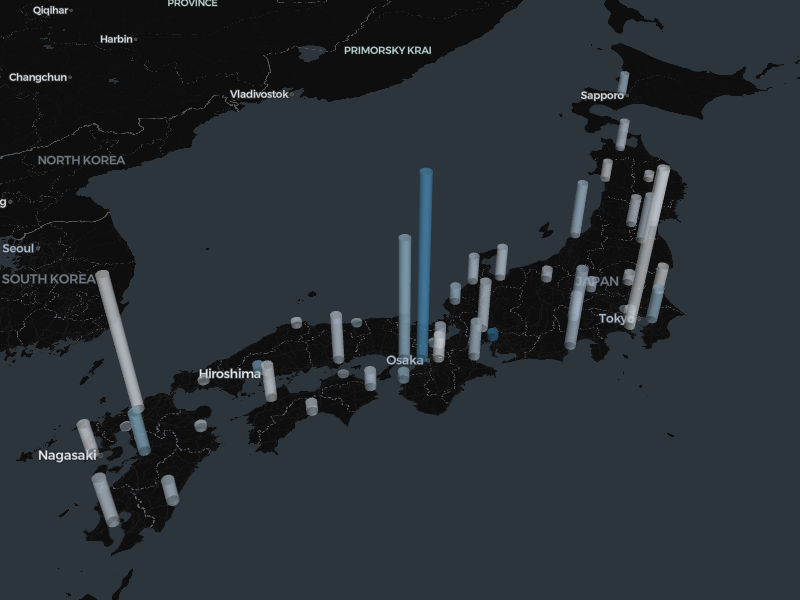 PROVINCE
Qiqihar
Harbin
PRIMORSKY KRAI
Changchun
Vladivostok
Sapporo
NORTH KOREA
g
Seoul
SOUTH KOREA
JAPAN
Tokyo
Osaka
Hiroshima
Nagasaki